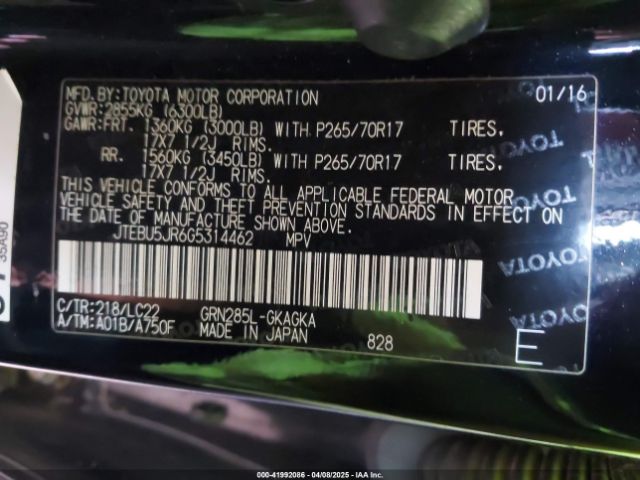 MFD.BY:TOYOTA MOTOR CORPORATION 01/16
GVWR:2855KG (6300LB)
GAWR:FRT. 1360KG (3000LB) WITH P265/70R17 TIRES.
17X7 1/2J RIMS.
RR. 1560KG (3450LB) WITH P265/70R17 TIRES.
17X7 1/2J RIMS.
THIS VEHICLE CONFORMS TO ALL APPLICABLE FEDERAL MOTOR
VEHICLE SAFETY AND THEFT PREVENTION STANDARDS IN EFFECT ON
THE DATE OF MANUFACTURE SHOWN ABOVE.
JTEBU5JR6G5314462 MPV
C/TR:218/LC22 GRN285L-GKAGKA
A/TM:A01B/A750F MADE IN JAPAN 828
E
TOYOTA
TOYOTA
TOYOTA
35A90
00-41992086 | 04/08/2025 | IAA Inc.